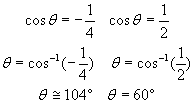 cos θ = −1/4   cos θ = 1/2
θ = cos⁻¹(−1/4)   θ = cos⁻¹(1/2)
θ ≅ 104°   θ = 60°